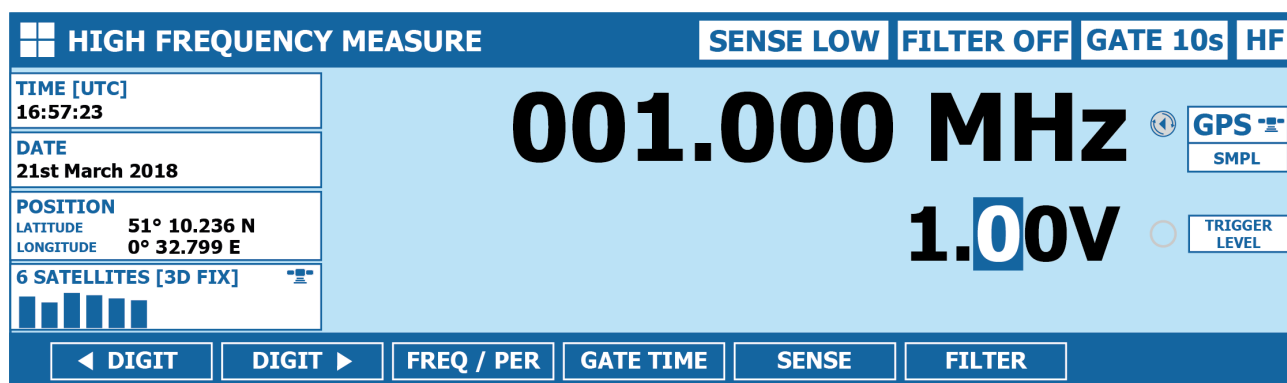 HIGH FREQUENCY MEASURE SENSE LOW FILTER OFF GATE 10s HF
TIME [UTC]
16:57:23
DATE
21st March 2018
POSITION
LATITUDE 51° 10.236 N
LONGITUDE 0° 32.799 E
6 SATELLITES [3D FIX]
001.000 MHz
GPS
SMPL
1.00V
TRIGGER
LEVEL
◀ DIGIT DIGIT ▶ FREQ / PER GATE TIME SENSE FILTER